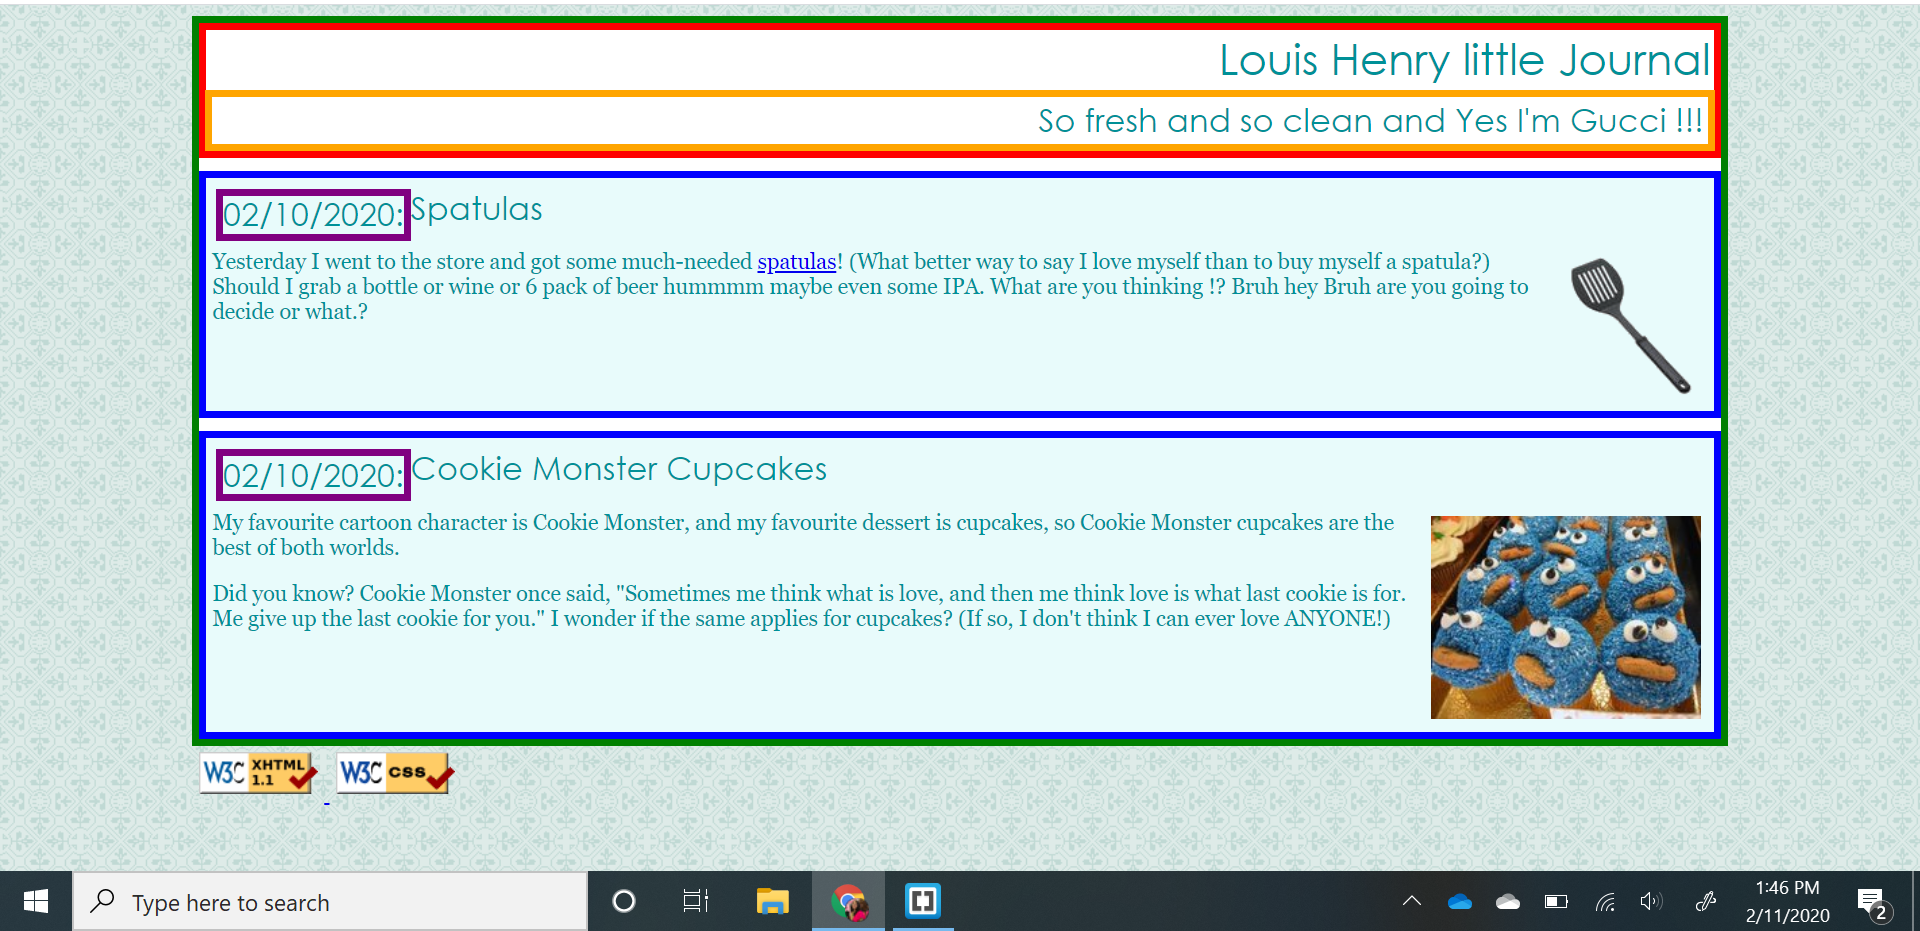 Louis Henry little Journal
So fresh and so clean and Yes I'm Gucci !!!
02/10/2020: Spatulas
Yesterday I went to the store and got some much-needed spatulas! (What better way to say I love myself than to buy myself a spatula?)
Should I grab a bottle or wine or 6 pack of beer hummmm maybe even some IPA. What are you thinking !? Bruh hey Bruh are you going to
decide or what.?
02/10/2020: Cookie Monster Cupcakes
My favourite cartoon character is Cookie Monster, and my favourite dessert is cupcakes, so Cookie Monster cupcakes are the
best of both worlds.
Did you know? Cookie Monster once said, "Sometimes me think what is love, and then me think love is what last cookie is for.
Me give up the last cookie for you." I wonder if the same applies for cupcakes? (If so, I don't think I can ever love ANYONE!)
W3C XHTML 1.1 W3C CSS
Type here to search
1:46 PM
2/11/2020
2